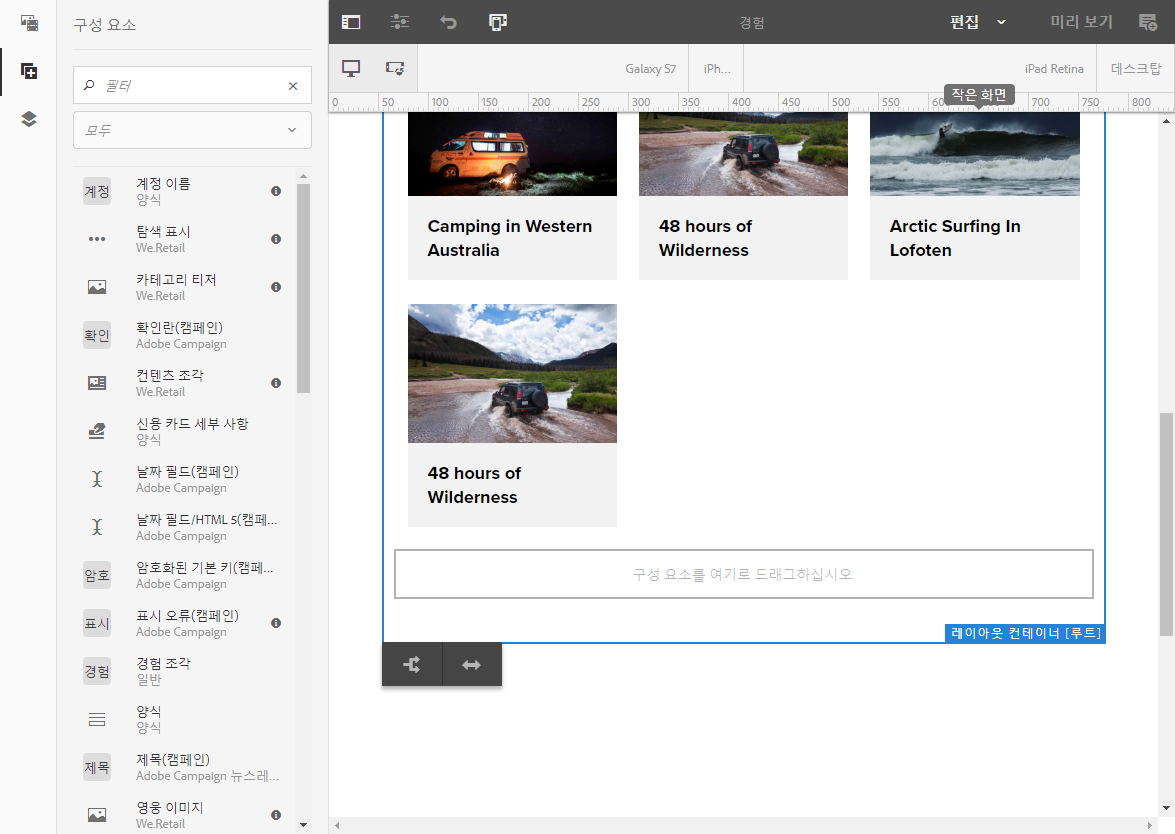 구성 요소
필터
모두
계정
계정 이름
양식
탐색 표시
We.Retail
카테고리 티저
We.Retail
확인
확인란(캠페인)
Adobe Campaign
컨텐츠 조각
We.Retail
신용 카드 세부 사항
양식
날짜 필드(캠페인)
Adobe Campaign
날짜 필드/HTML 5(캠페...
Adobe Campaign
암호
암호화된 기본 키(캠페...
Adobe Campaign
표시
표시 오류(캠페인)
Adobe Campaign
경험
경험 조각
일반
양식
양식
제목
제목(캠페인)
Adobe Campaign 뉴스레...
영웅 이미지
We.Retail
경험
편집
미리 보기
Galaxy S7
iPh...
iPad Retina
데스크탑
작은 화면
0 50 100 150 200 250 300 350 400 450 500 550 60 700 750 800
Camping in Western
Australia
48 hours of
Wilderness
Arctic Surfing In
Lofoten
48 hours of
Wilderness
구성 요소를 여기로 드래그하십시오.
레이아웃 컨테이너 [루트]